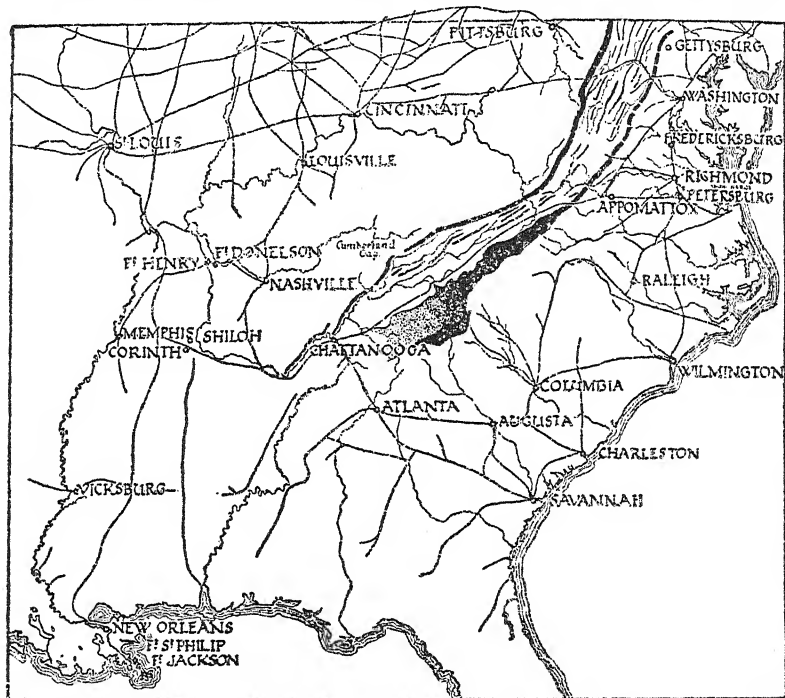 PITTSBURG
GETTYSBURG
WASHINGTON
CINCINNATI
FREDERICKSBURG
ST LOUIS
LOUISVILLE
RICHMOND
PETERSBURG
APPOMATTOX
Cumberland
Gap
FT DONELSON
FT HENRY
NASHVILLE
RALEIGH
MEMPHIS
SHILOH
CORINTH
CHATTANOOGA
WILMINGTON
COLUMBIA
ATLANTA
AUGUSTA
CHARLESTON
VICKSBURG
SAVANNAH
NEW ORLEANS
FT ST PHILIP
FT JACKSON